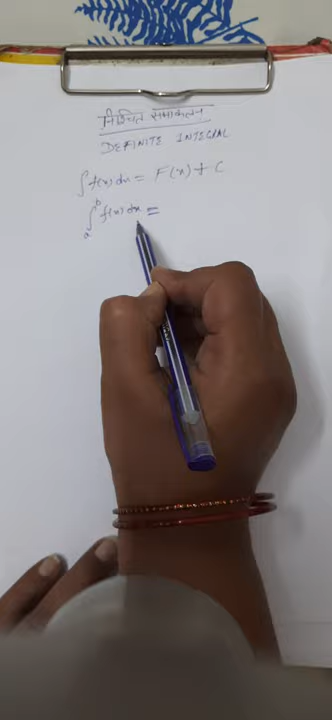 निश्चित समाकलन
DEFINITE INTEGRAL
∫f(x) dx = F(x) + C
∫ₐᵇ f(x) dx =